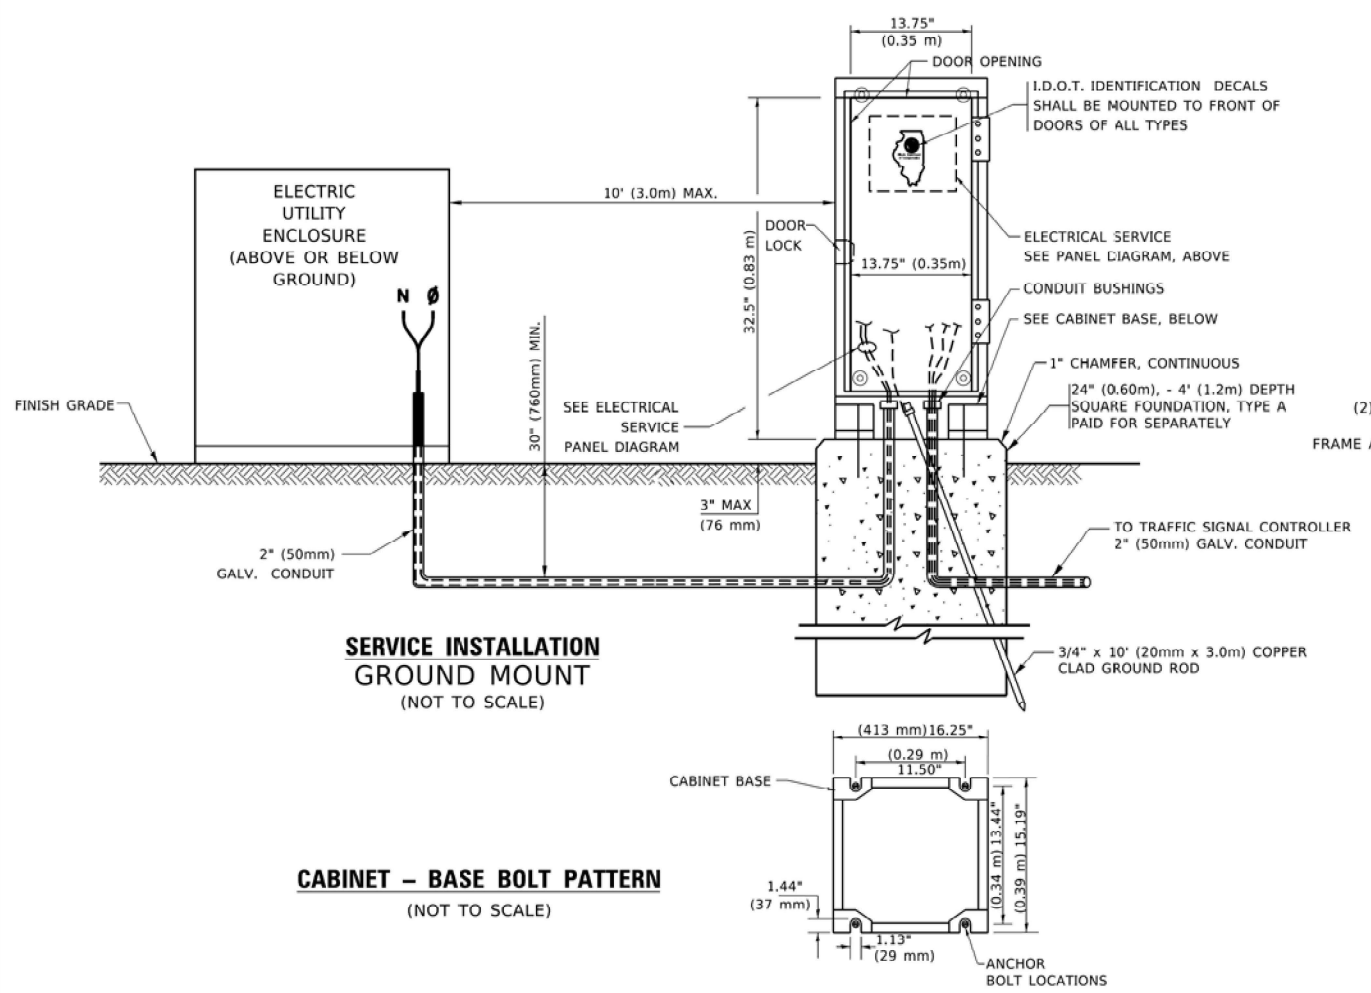 13.75"
(0.35 m)
DOOR OPENING
I.D.O.T. IDENTIFICATION DECALS
SHALL BE MOUNTED TO FRONT OF
DOORS OF ALL TYPES
ELECTRIC
UTILITY
ENCLOSURE
(ABOVE OR BELOW
GROUND)
N Ø
10' (3.0m) MAX.
DOOR
LOCK
32.5" (0.83 m)
13.75" (0.35m)
ELECTRICAL SERVICE
SEE PANEL DIAGRAM, ABOVE
CONDUIT BUSHINGS
SEE CABINET BASE, BELOW
1" CHAMFER, CONTINUOUS
24" (0.60m), - 4' (1.2m) DEPTH
SQUARE FOUNDATION, TYPE A
PAID FOR SEPARATELY
(2)
FRAME
FINISH GRADE
30" (760mm) MIN.
SEE ELECTRICAL
SERVICE
PANEL DIAGRAM
3" MAX
(76 mm)
2" (50mm)
GALV. CONDUIT
TO TRAFFIC SIGNAL CONTROLLER
2" (50mm) GALV. CONDUIT
3/4" x 10' (20mm x 3.0m) COPPER
CLAD GROUND ROD
SERVICE INSTALLATION
GROUND MOUNT
(NOT TO SCALE)
(413 mm)16.25"
(0.29 m)
11.50"
CABINET BASE
(0.34 m) 13.44"
(0.39 m) 15.19"
CABINET – BASE BOLT PATTERN
(NOT TO SCALE)
1.44"
(37 mm)
1.13"
(29 mm)
ANCHOR
BOLT LOCATIONS